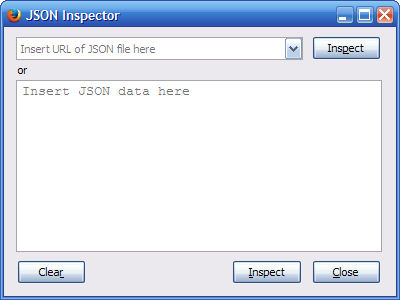 JSON Inspector
Insert URL of JSON file here
Inspect
or
Insert JSON data here
Clear
Inspect
Close